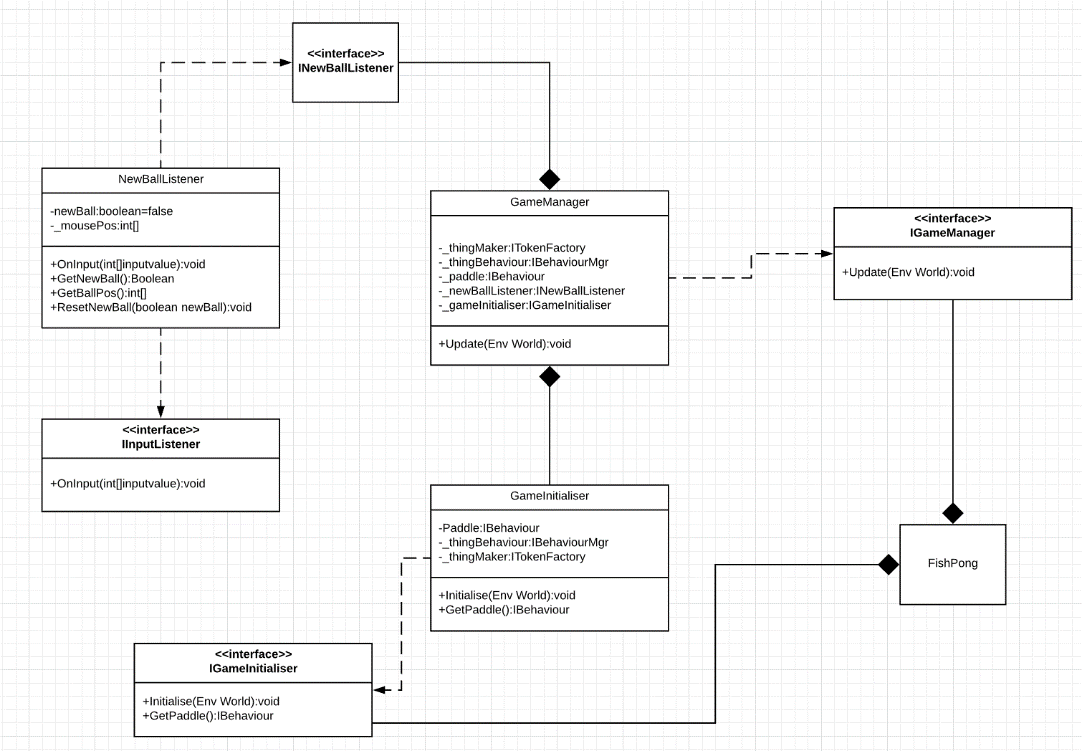 <<interface>>
INewBallListener
NewBallListener
-newBall:boolean=false
-_mousePos:int[]
+OnInput(int[]inputvalue):void
+GetNewBall():Boolean
+GetBallPos():int[]
+ResetNewBall(boolean newBall):void
GameManager
-_thingMaker:ITokenFactory
-_thingBehaviour:IBehaviourMgr
-_paddle:IBehaviour
-_newBallListener:INewBallListener
-_gameInitialiser:IGameInitialiser
+Update(Env World):void
<<interface>>
IGameManager
+Update(Env World):void
<<interface>>
IInputListener
+OnInput(int[]inputvalue):void
GameInitialiser
-Paddle:IBehaviour
-_thingBehaviour:IBehaviourMgr
-_thingMaker:ITokenFactory
+Initialise(Env World):void
+GetPaddle():IBehaviour
FishPong
<<interface>>
IGameInitialiser
+Initialise(Env World):void
+GetPaddle():IBehaviour